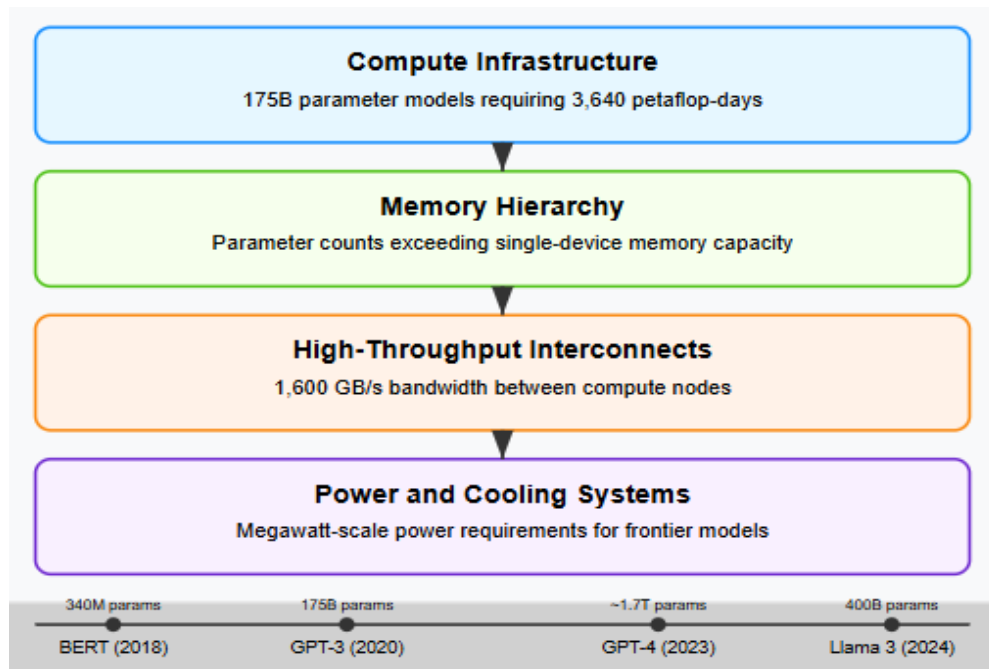 Compute Infrastructure
175B parameter models requiring 3,640 petaflop-days
Memory Hierarchy
Parameter counts exceeding single-device memory capacity
High-Throughput Interconnects
1,600 GB/s bandwidth between compute nodes
Power and Cooling Systems
Megawatt-scale power requirements for frontier models
340M params 175B params ~1.7T params 400B params
BERT (2018) GPT-3 (2020) GPT-4 (2023) Llama 3 (2024)